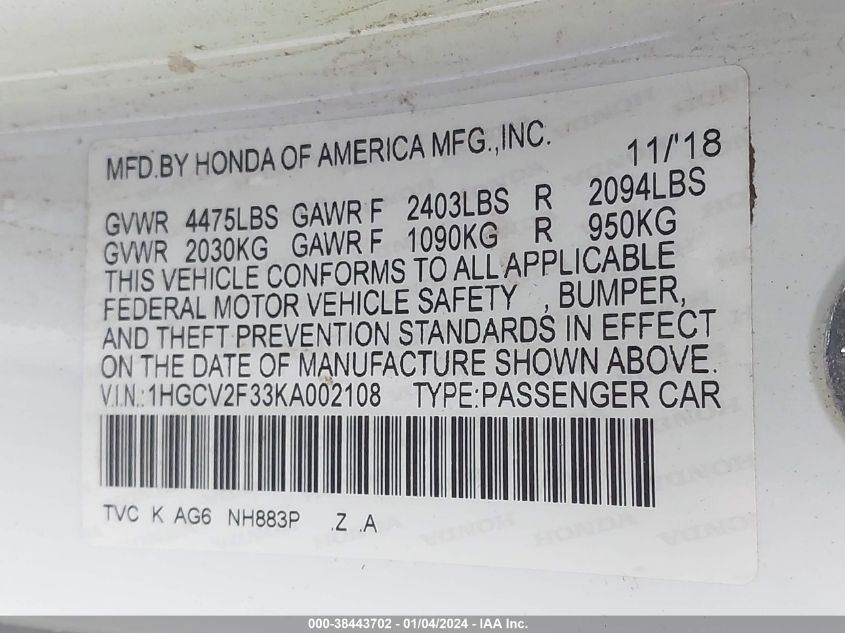 MFD.BY HONDA OF AMERICA MFG.,INC. 11/'18
GVWR 4475LBS GAWR F 2403LBS R 2094LBS
GVWR 2030KG GAWR F 1090KG R 950KG
THIS VEHICLE CONFORMS TO ALL APPLICABLE
FEDERAL MOTOR VEHICLE SAFETY , BUMPER,
AND THEFT PREVENTION STANDARDS IN EFFECT
ON THE DATE OF MANUFACTURE SHOWN ABOVE.
V.I.N.:1HGCV2F33KA002108 TYPE:PASSENGER CAR
TVC K AG6 NH883P .Z .A
000-38443702 - 01/04/2024 - IAA Inc.